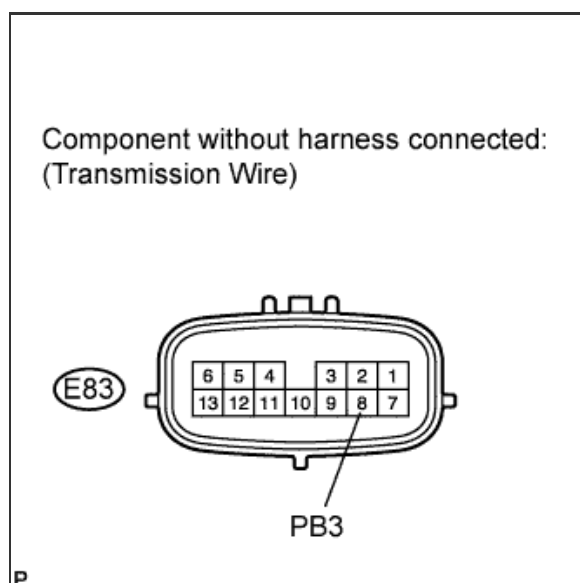 Component without harness connected:
(Transmission Wire)
E83
6 5 4 3 2 1
13 12 11 10 9 8 7
PB3
P